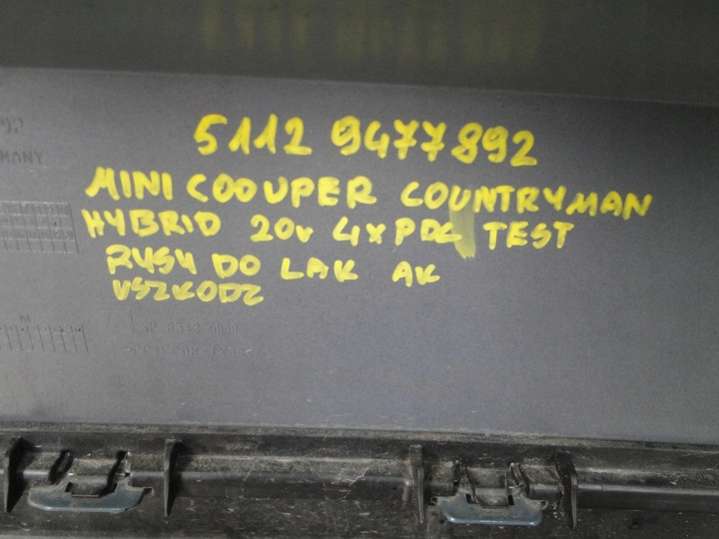 5112 9477892
MINI COOUPER COUNTRYMAN
HYBRID 20v 4xPDC TEST
RYSY DO LAK AK
USZKODZ